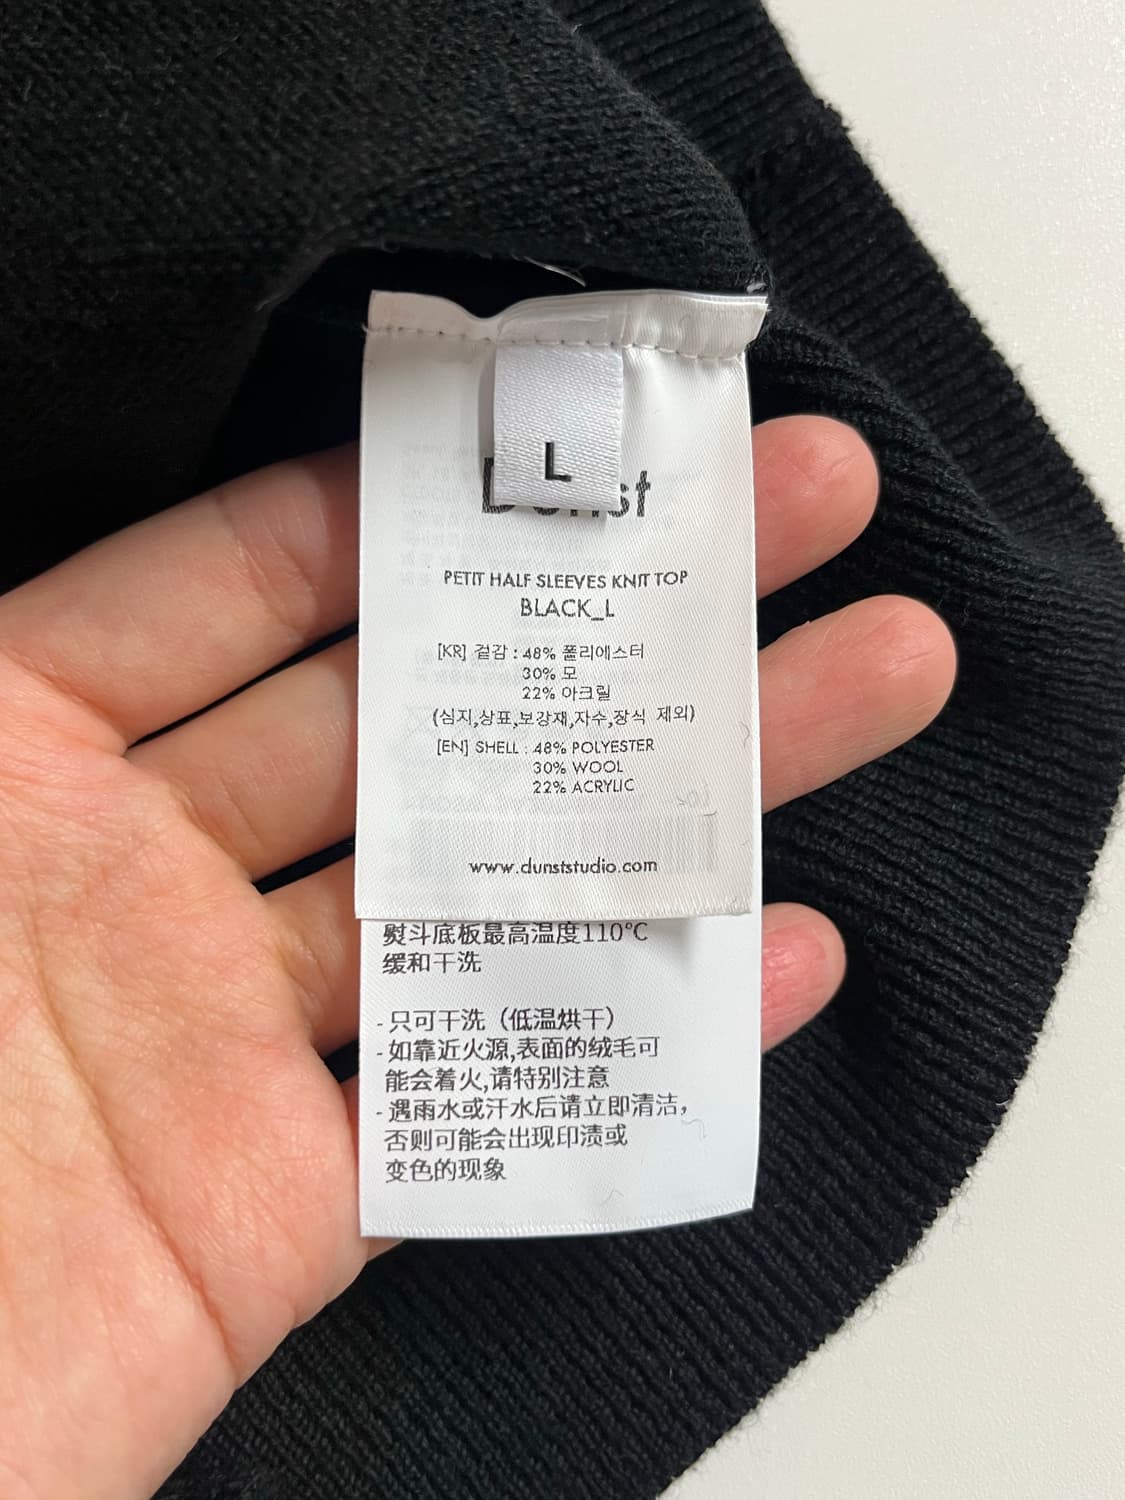 L
PETIT HALF SLEEVES KNIT TOP
BLACK_L
[KR] 겉감 : 48% 폴리에스터
30% 모
22% 아크릴
(심지,상표,보강재,자수,장식 제외)
[EN] SHELL : 48% POLYESTER
30% WOOL
22% ACRYLIC
www.dunststudio.com
熨斗底板最高温度110℃
缓和干洗
- 只可干洗（低温烘干）
- 如靠近火源,表面的绒毛可
能会着火,请特别注意
- 遇雨水或汗水后请立即清洁，
否则可能会出现印渍或
变色的现象